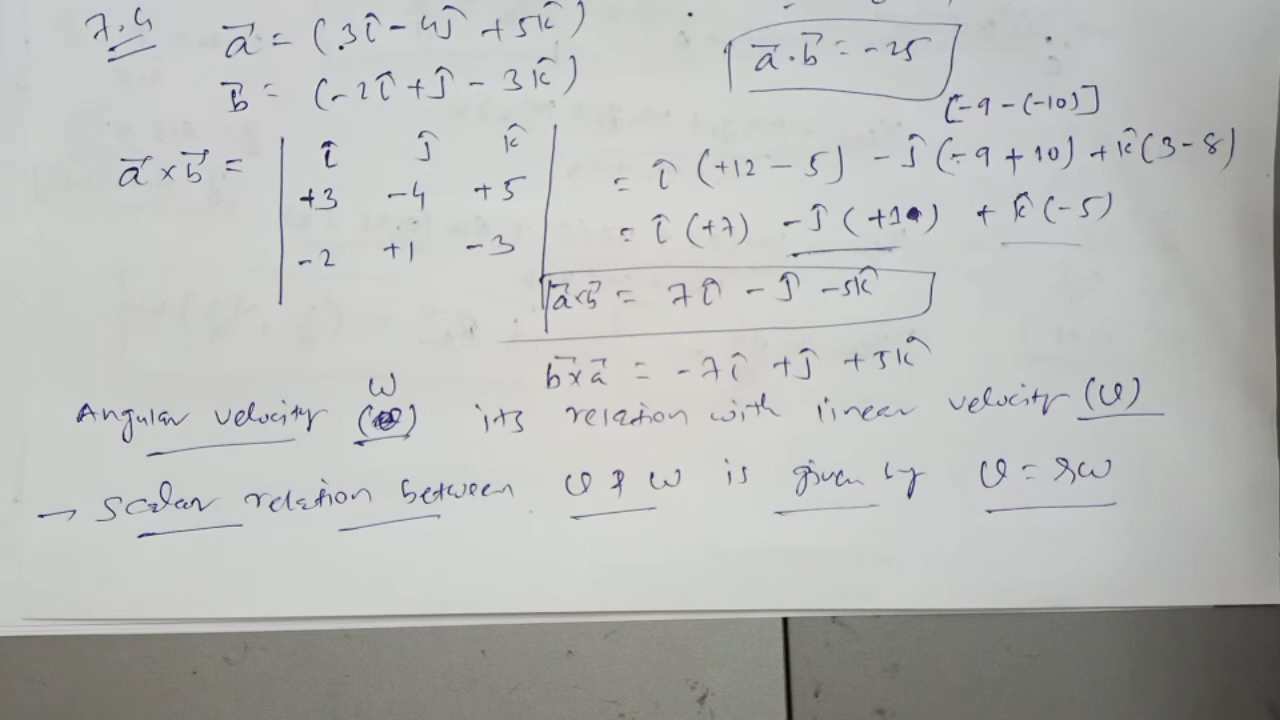 7.4 a⃗ = (3î - 4ĵ + 5k̂)
b⃗ = (-2î + ĵ - 3k̂)
a⃗·b⃗ = -25
[-9 - (-10)]
a⃗ × b⃗ = | î ĵ k̂ | = î (+12 - 5) - ĵ (-9 + 10) + k̂ (3 - 8)
+3 -4 +5
-2 +1 -3
= î (+7) - ĵ (+1) + k̂ (-5)
a⃗×b⃗ = 7î - ĵ - 5k̂
b⃗×a⃗ = -7î + ĵ + 5k̂
Angular velocity (ω) its relation with linear velocity (v)
→ Scalar relation between v & ω is given by v = rω